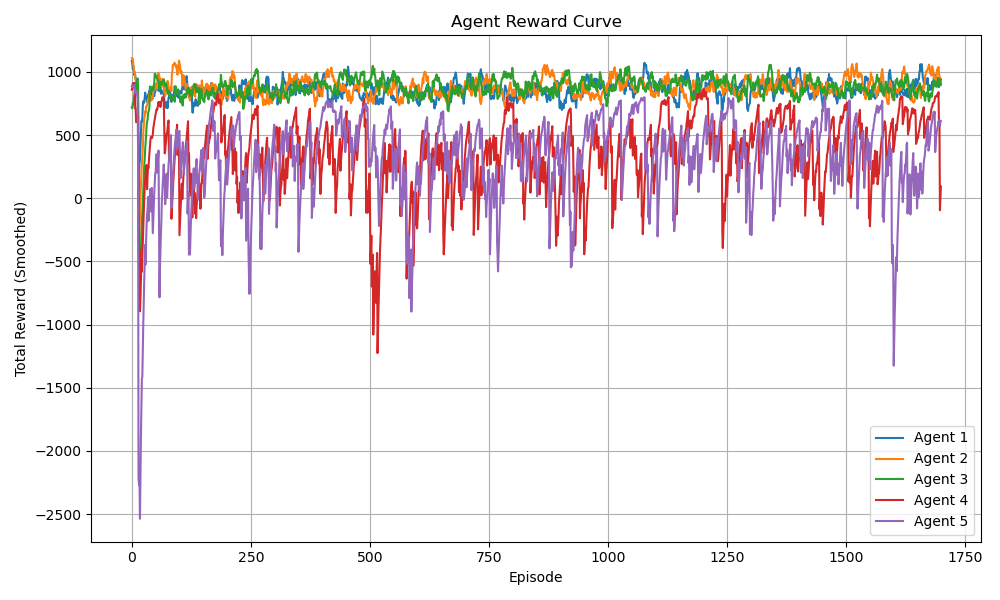 Agent Reward Curve
Total Reward (Smoothed)
1000
500
0
−500
−1000
−1500
−2000
−2500
Agent 1
Agent 2
Agent 3
Agent 4
Agent 5
0 250 500 750 1000 1250 1500 1750
Episode